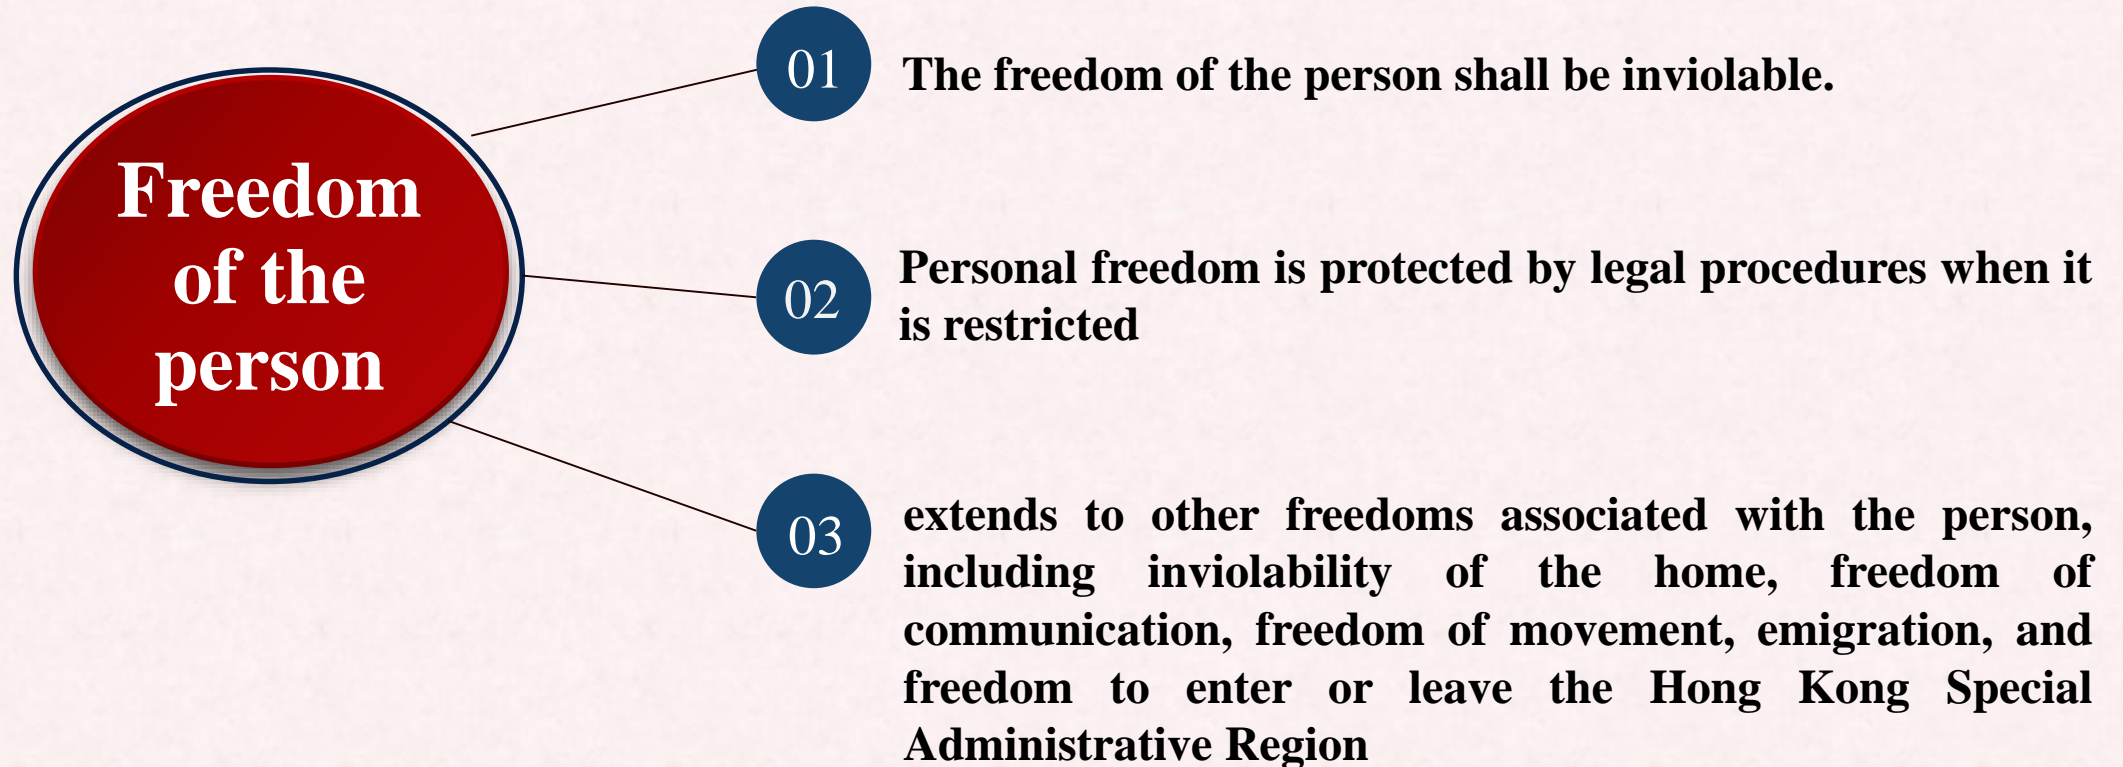 Freedom
of the
person
01
The freedom of the person shall be inviolable.
02
Personal freedom is protected by legal procedures when it
is restricted
03
extends to other freedoms associated with the person,
including inviolability of the home, freedom of
communication, freedom of movement, emigration, and
freedom to enter or leave the Hong Kong Special
Administrative Region